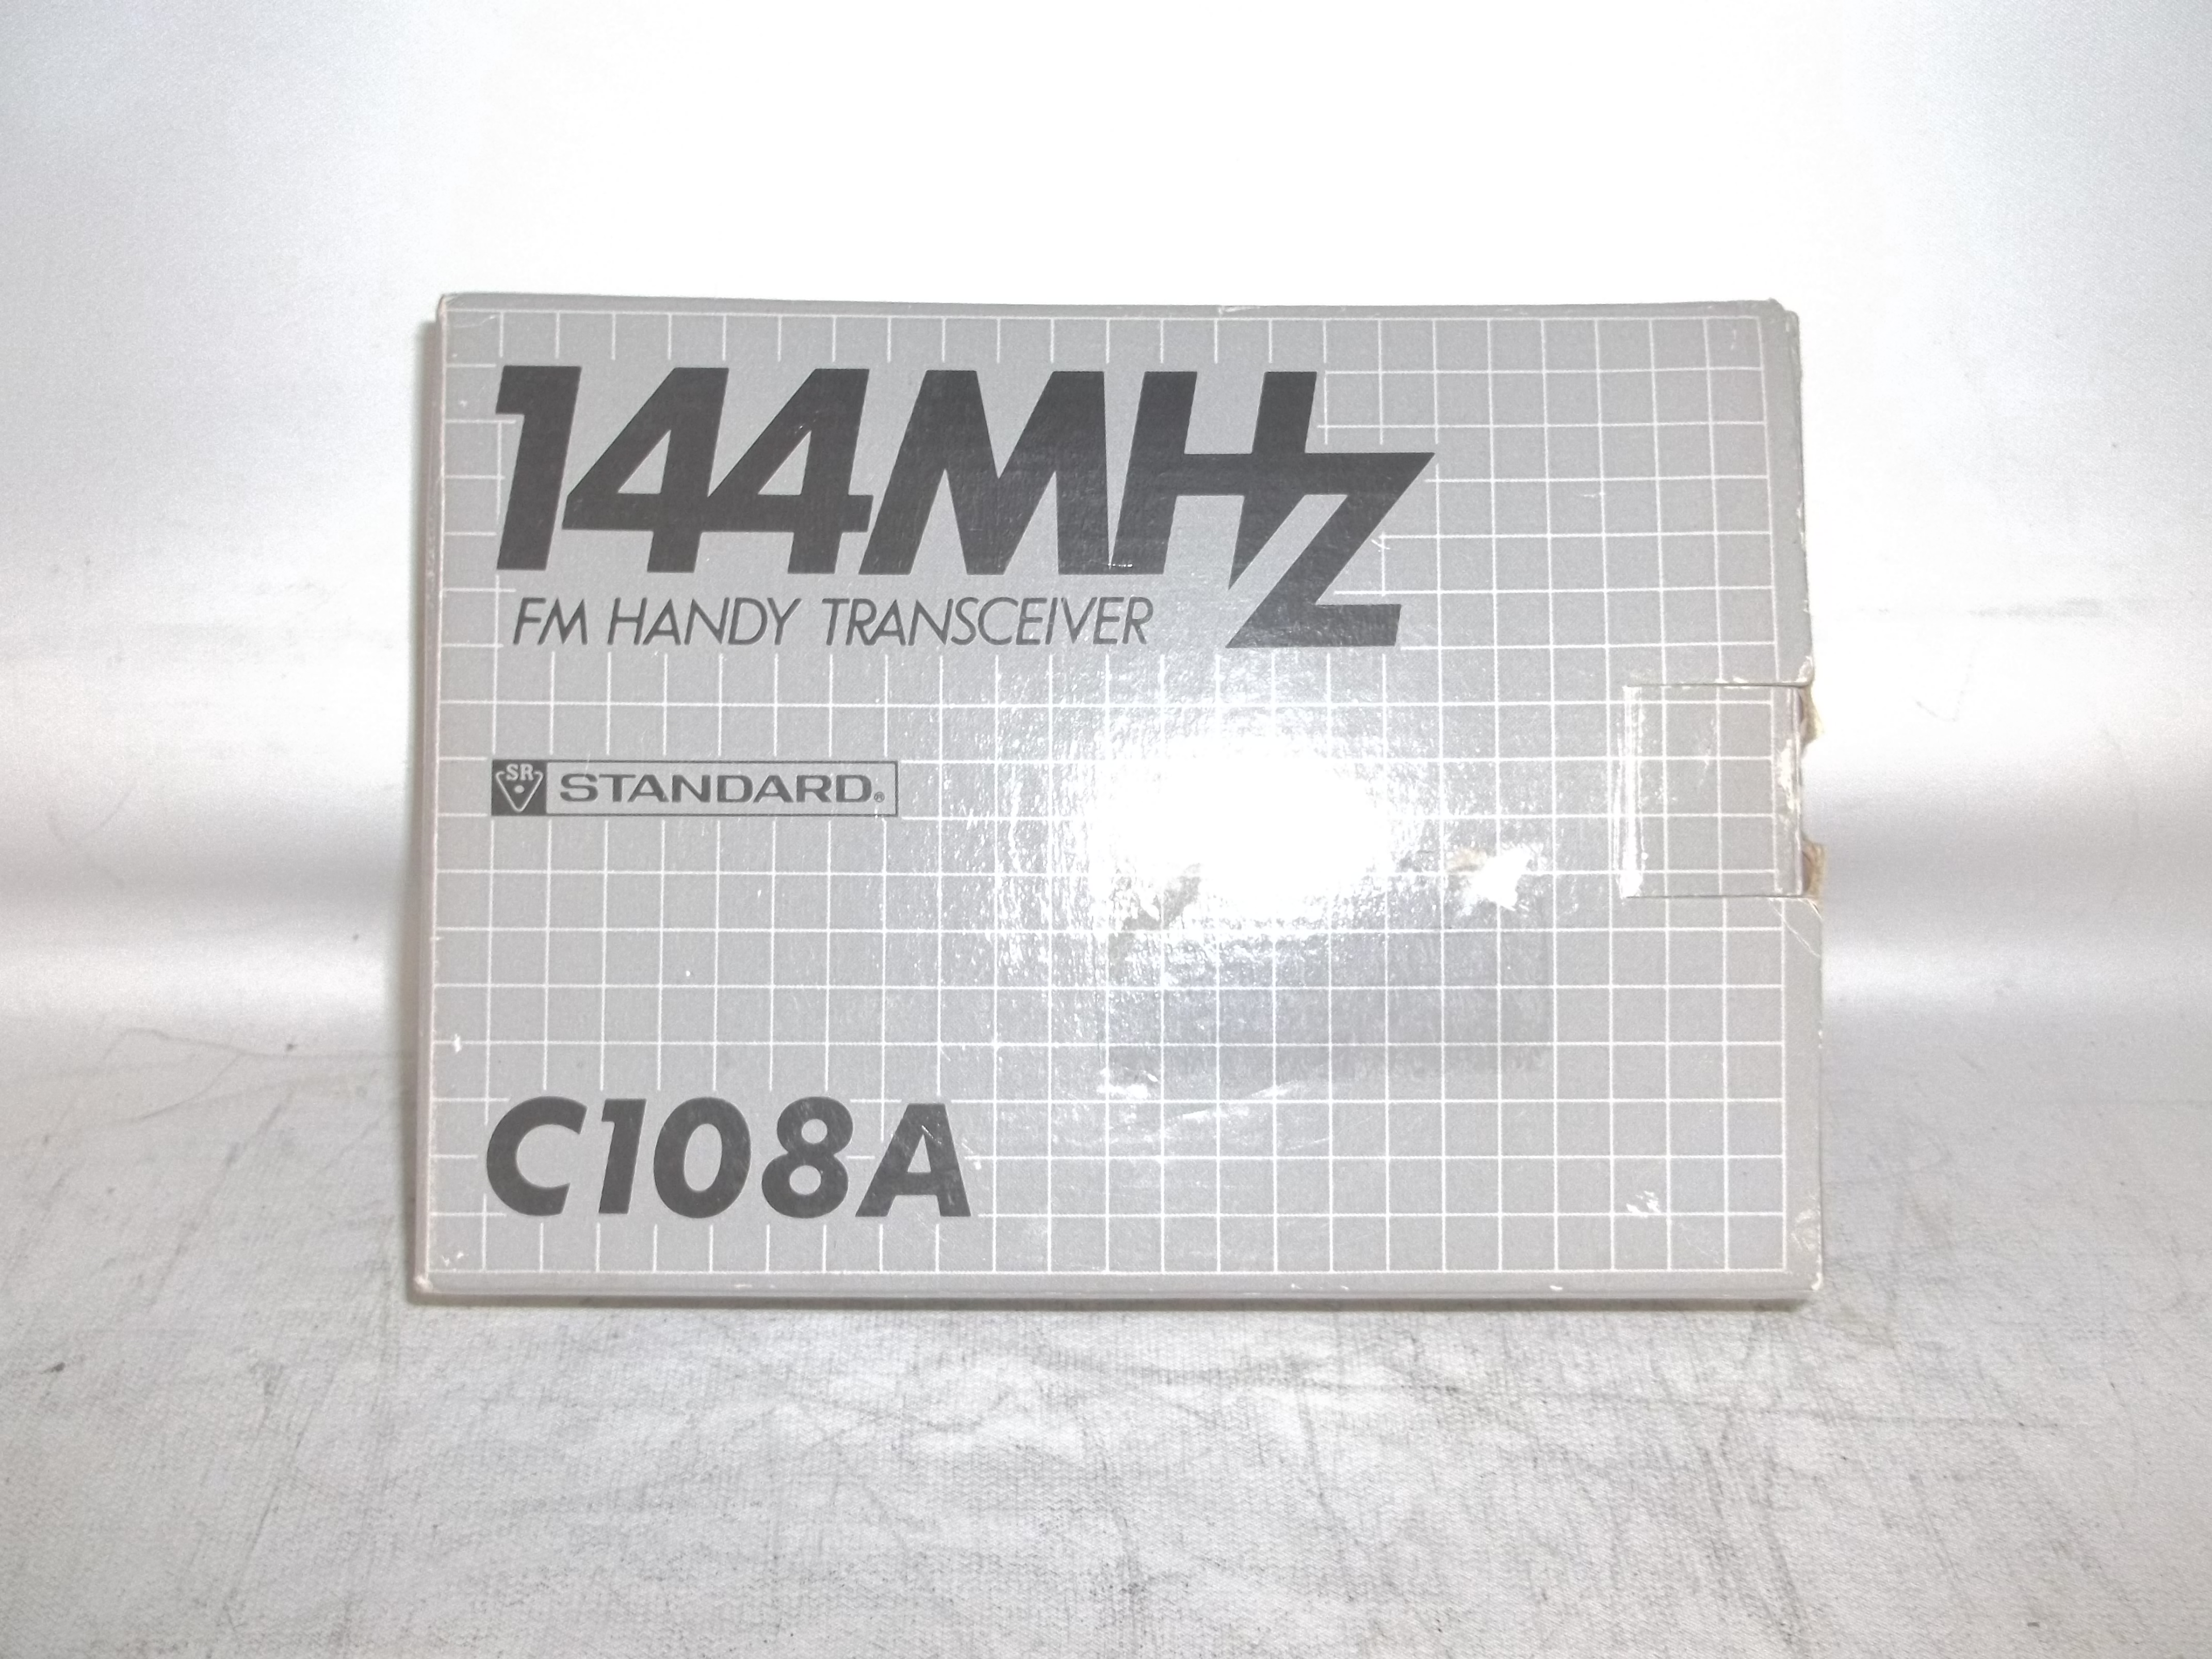 144MHz
FM HANDY TRANSCEIVER
SR STANDARD®
C108A